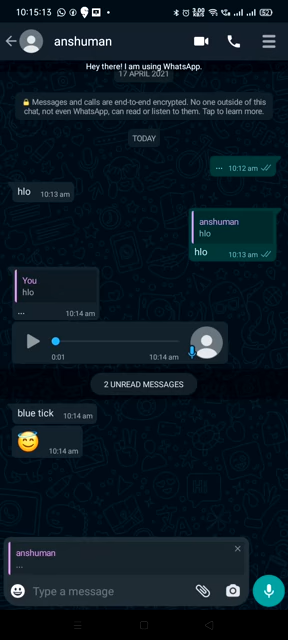 10:15:13
anshuman
Hey there! I am using WhatsApp.
17 APRIL 2021
Messages and calls are end-to-end encrypted. No one outside of this
chat, not even WhatsApp, can read or listen to them. Tap to learn more.
TODAY
... 10:12 am
hlo 10:13 am
anshuman
hlo
hlo 10:13 am
You
hlo
... 10:14 am
0:01 10:14 am
2 UNREAD MESSAGES
blue tick 10:14 am
10:14 am
anshuman
...
Type a message